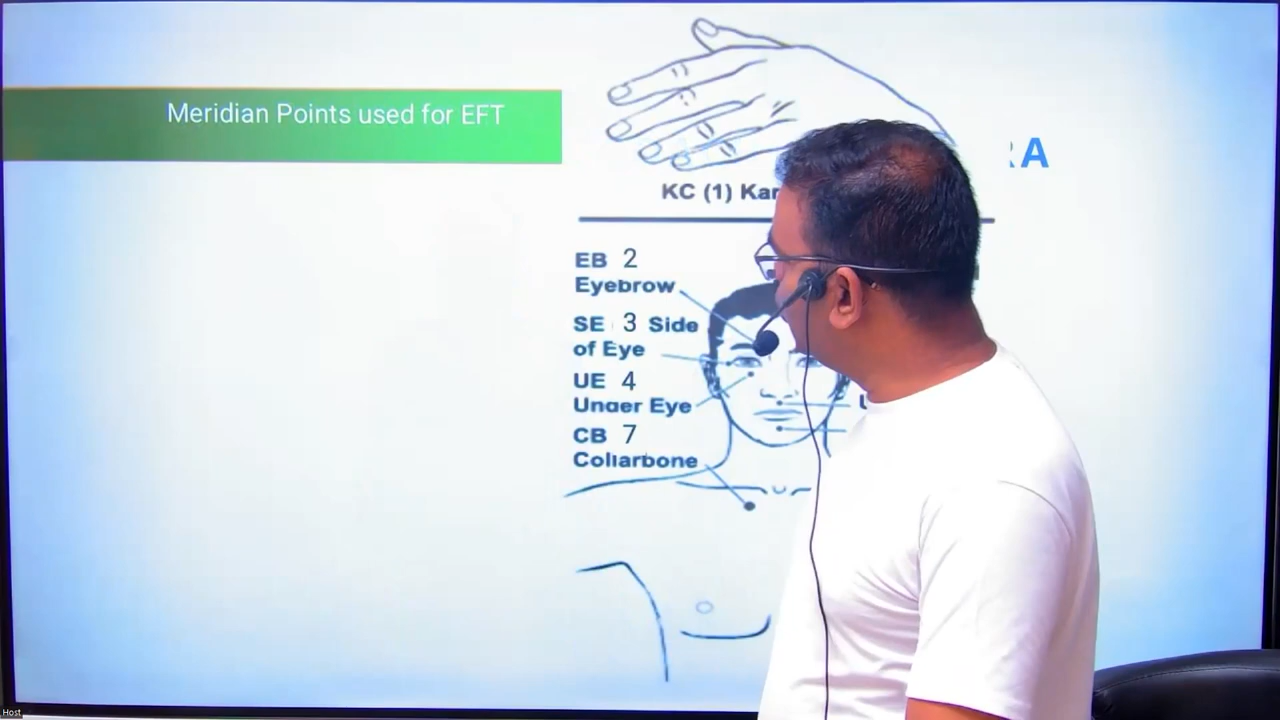 Meridian Points used for EFT
KC (1) Kar
EB 2
Eyebrow
SE 3 Side
of Eye
UE 4
Under Eye
CB 7
Collarbone
A
Host